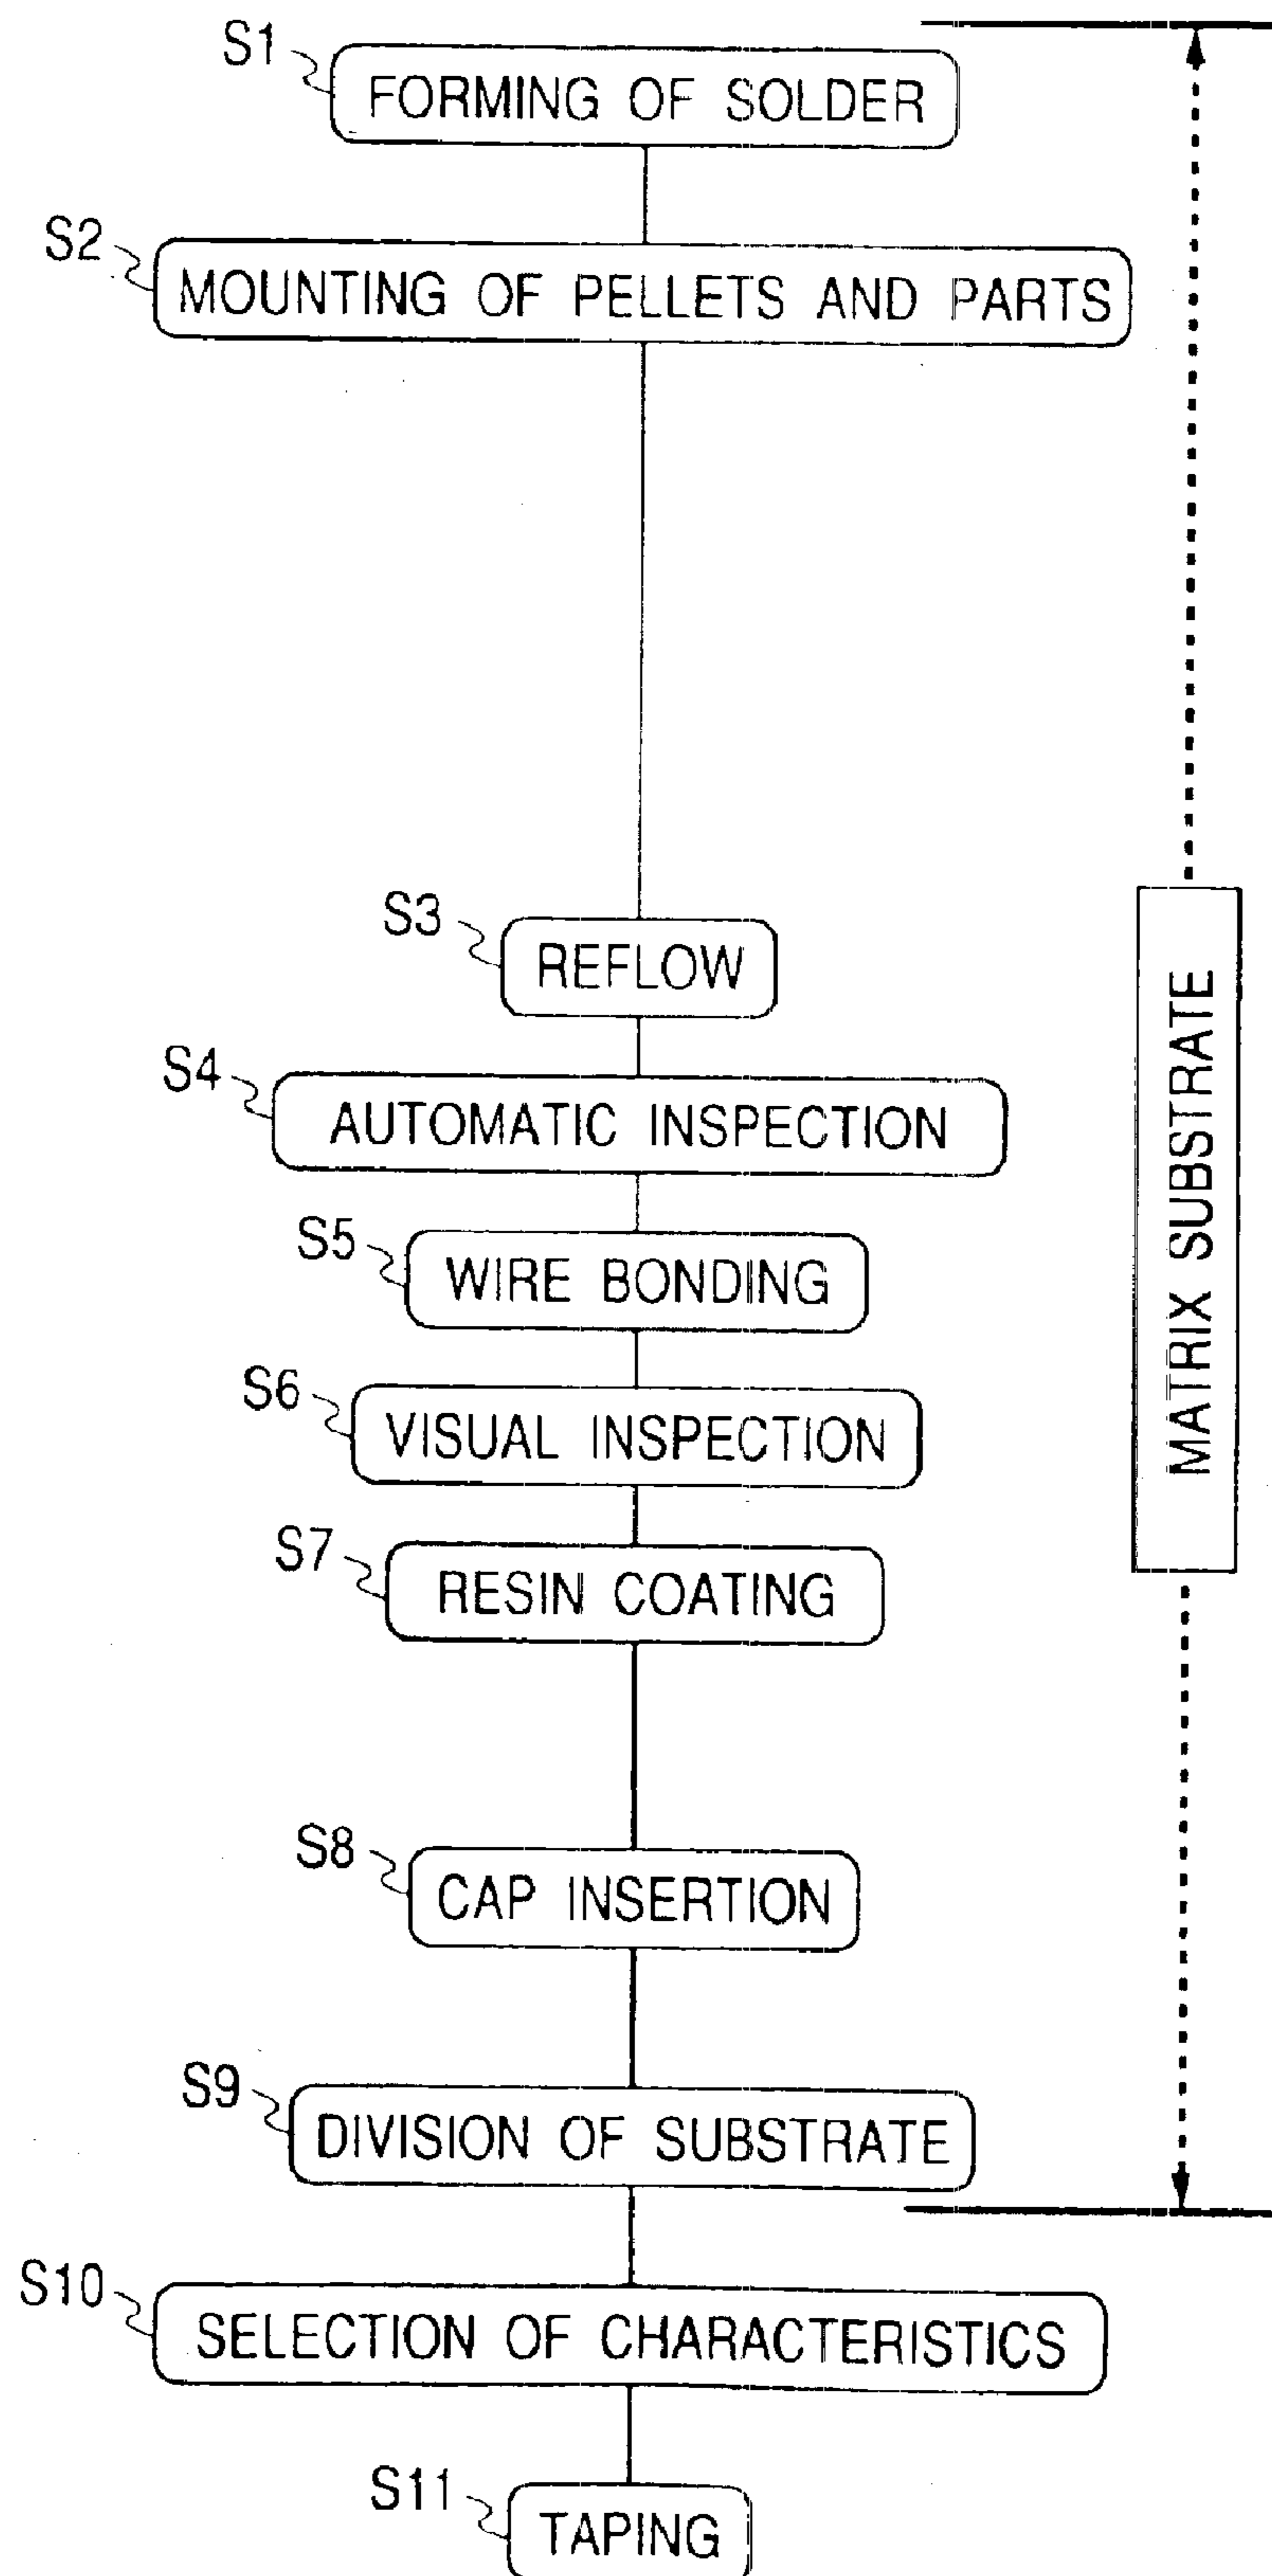 S1
FORMING OF SOLDER
S2
MOUNTING OF PELLETS AND PARTS
S3
REFLOW
S4
AUTOMATIC INSPECTION
S5
WIRE BONDING
S6
VISUAL INSPECTION
S7
RESIN COATING
S8
CAP INSERTION
S9
DIVISION OF SUBSTRATE
S10
SELECTION OF CHARACTERISTICS
S11
TAPING
MATRIX SUBSTRATE